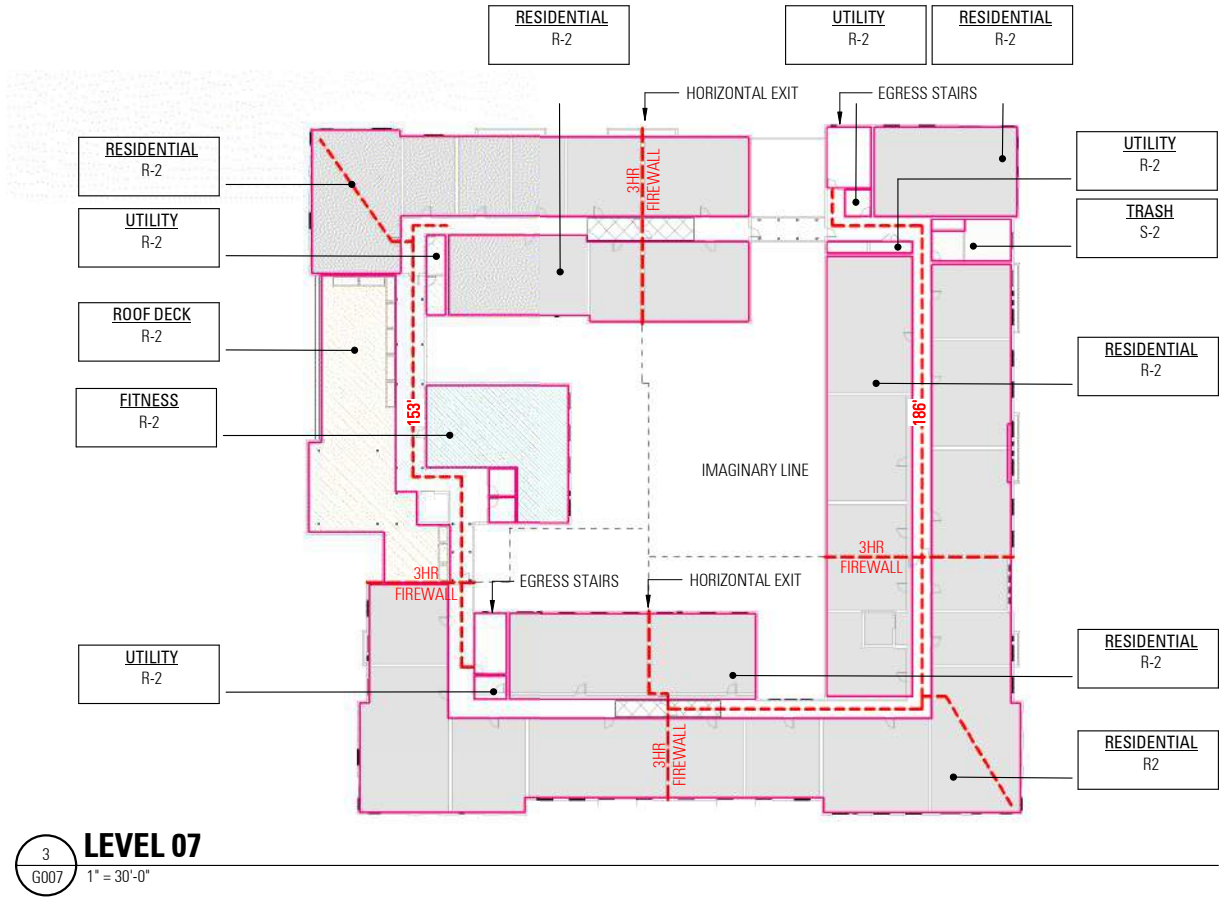 RESIDENTIAL
R-2
UTILITY
R-2
RESIDENTIAL
R-2
HORIZONTAL EXIT
EGRESS STAIRS
RESIDENTIAL
R-2
3HR
FIREWALL
UTILITY
R-2
UTILITY
R-2
TRASH
S-2
ROOF DECK
R-2
RESIDENTIAL
R-2
FITNESS
R-2
153'
186'
IMAGINARY LINE
3HR
FIREWALL
3HR
FIREWALL
EGRESS STAIRS
HORIZONTAL EXIT
UTILITY
R-2
RESIDENTIAL
R-2
3HR
FIREWALL
RESIDENTIAL
R2
3
G007
LEVEL 07
1" = 30'-0"